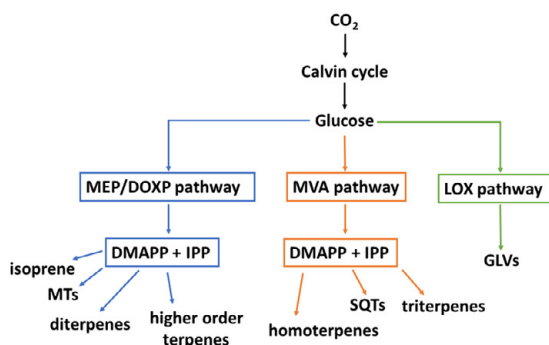 CO2
Calvin cycle
Glucose
MEP/DOXP pathway
MVA pathway
LOX pathway
DMAPP + IPP
DMAPP + IPP
GLVs
isoprene
MTs
diterpenes
higher order
terpenes
homoterpenes
SQTs
triterpenes